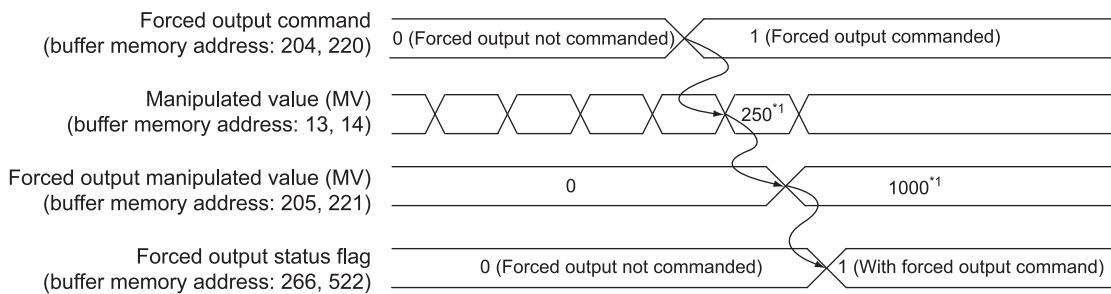 Forced output command
(buffer memory address: 204, 220)
0 (Forced output not commanded)
1 (Forced output commanded)
Manipulated value (MV)
(buffer memory address: 13, 14)
250*1
Forced output manipulated value (MV)
(buffer memory address: 205, 221)
0
1000*1
Forced output status flag
(buffer memory address: 266, 522)
0 (Forced output not commanded)
1 (With forced output command)